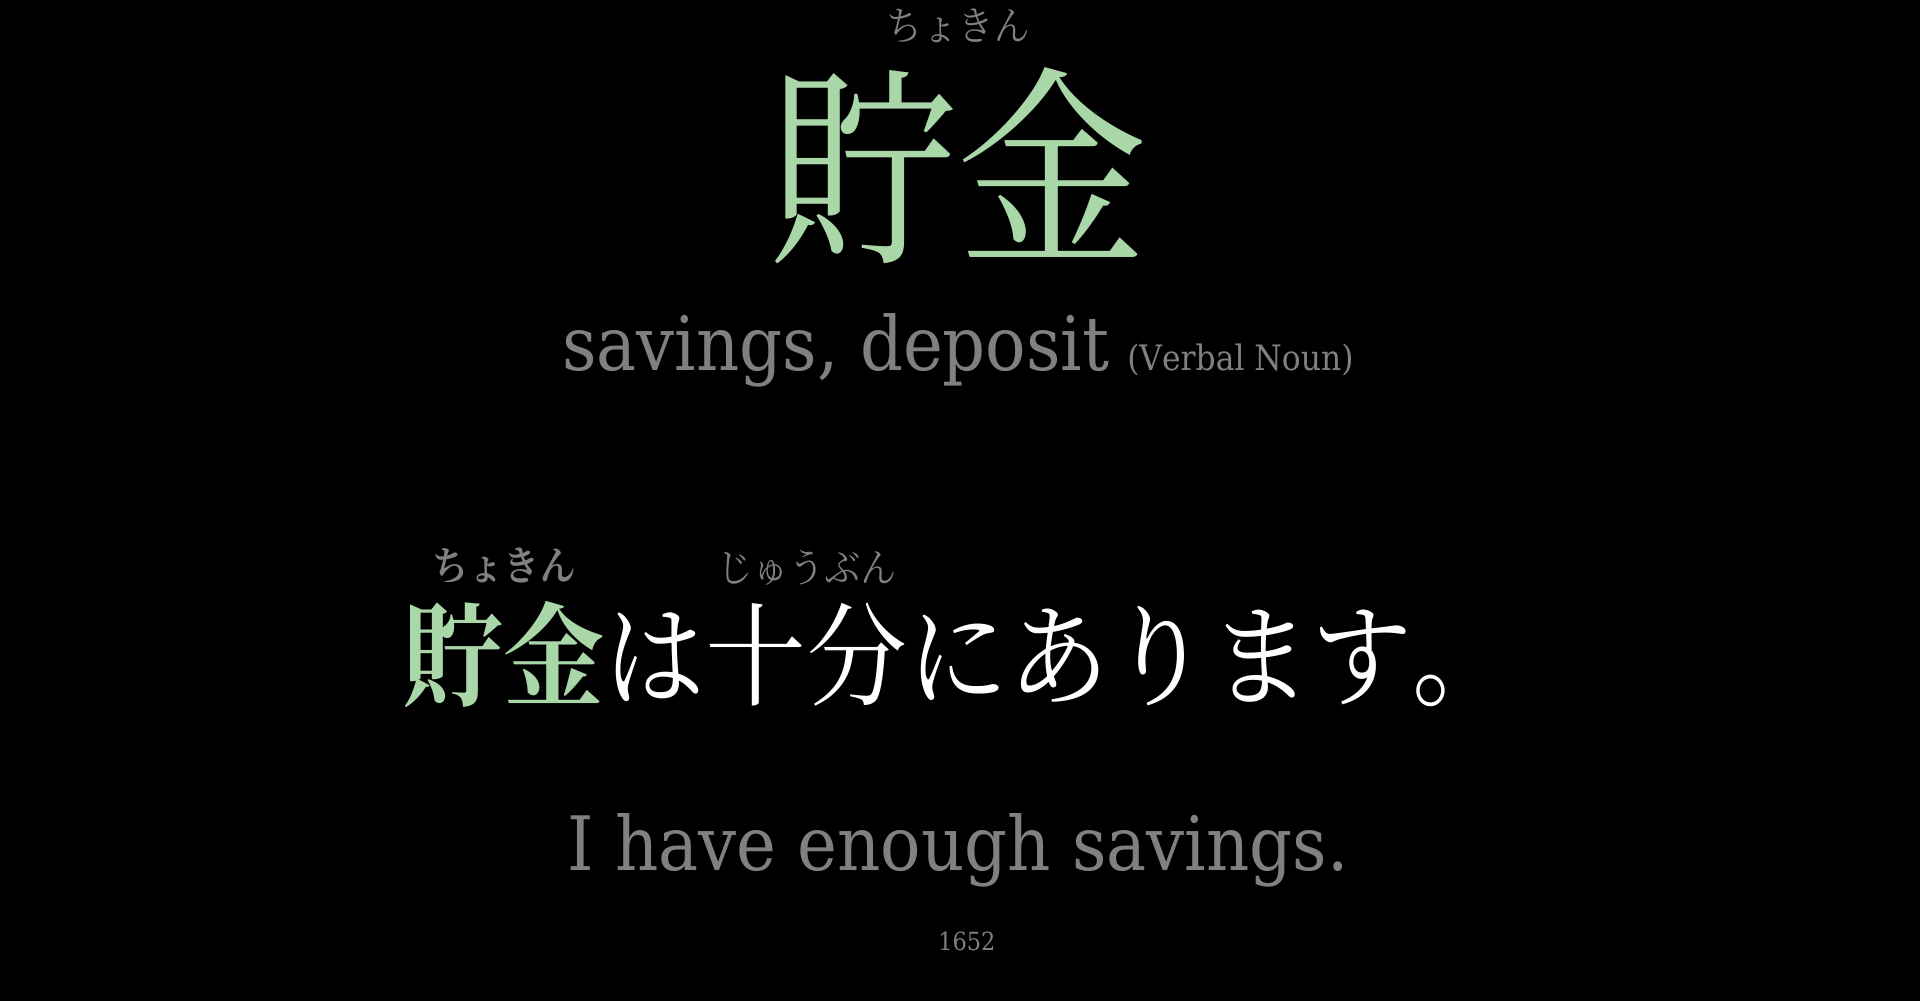 ちょきん
貯金
savings, deposit (Verbal Noun)
ちょきん じゅうぶん
貯金は十分にあります。
I have enough savings.
1652